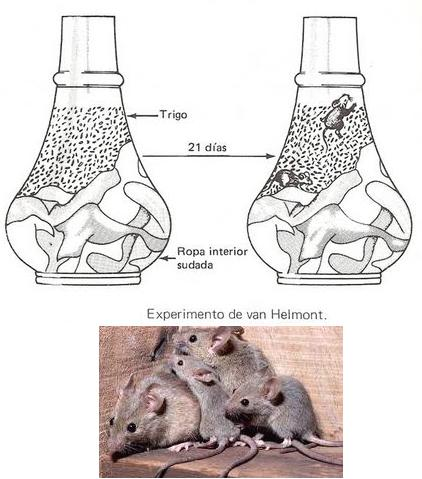 Trigo
21 días
Ropa interior
sudada
Experimento de van Helmont.